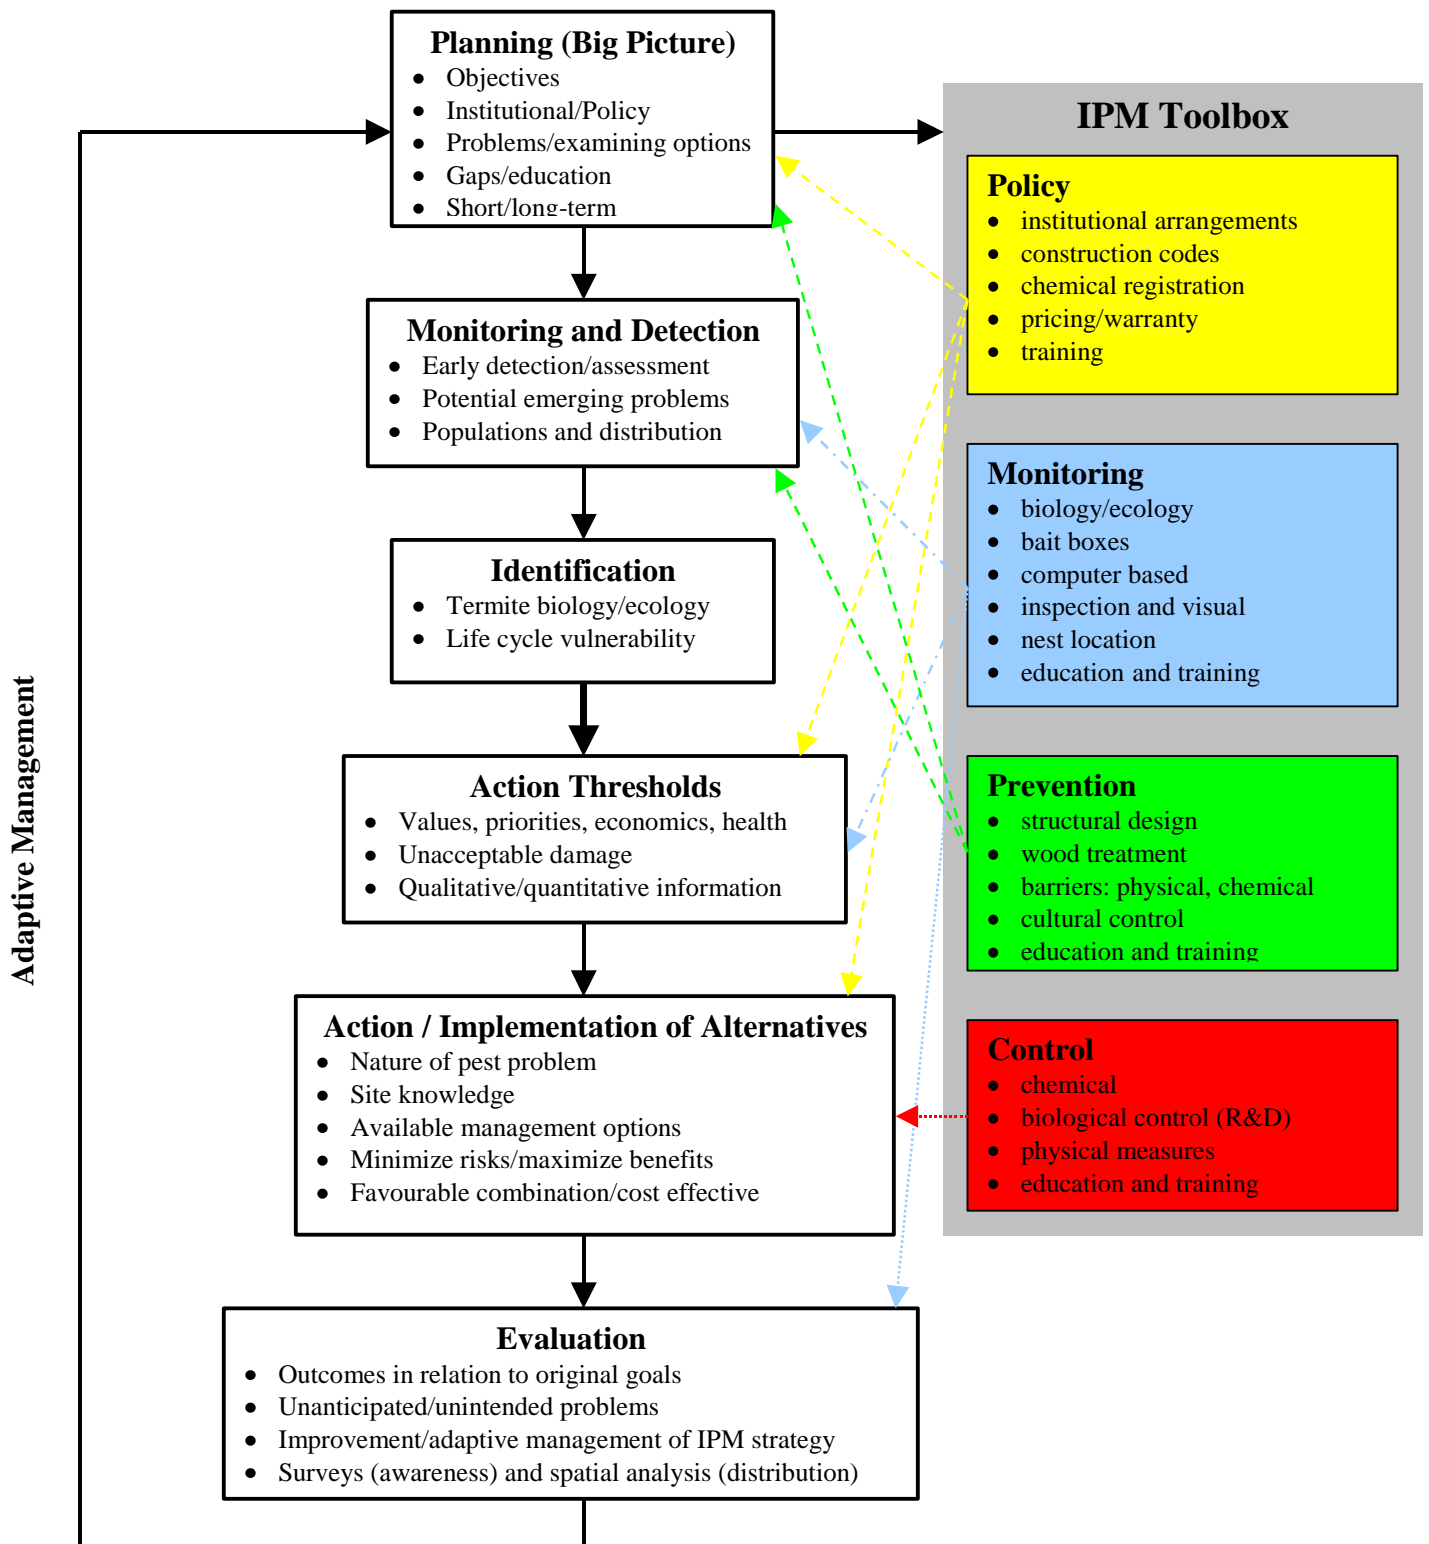 Planning (Big Picture)
• Objectives
• Institutional/Policy
• Problems/examining options
• Gaps/education
• Short/long-term
Monitoring and Detection
• Early detection/assessment
• Potential emerging problems
• Populations and distribution
Identification
• Termite biology/ecology
• Life cycle vulnerability
Action Thresholds
• Values, priorities, economics, health
• Unacceptable damage
• Qualitative/quantitative information
Action / Implementation of Alternatives
• Nature of pest problem
• Site knowledge
• Available management options
• Minimize risks/maximize benefits
• Favourable combination/cost effective
Evaluation
• Outcomes in relation to original goals
• Unanticipated/unintended problems
• Improvement/adaptive management of IPM strategy
• Surveys (awareness) and spatial analysis (distribution)
Adaptive Management
IPM Toolbox
Policy
• institutional arrangements
• construction codes
• chemical registration
• pricing/warranty
• training
Monitoring
• biology/ecology
• bait boxes
• computer based
• inspection and visual
• nest location
• education and training
Prevention
• structural design
• wood treatment
• barriers: physical, chemical
• cultural control
• education and training
Control
• chemical
• biological control (R&D)
• physical measures
• education and training